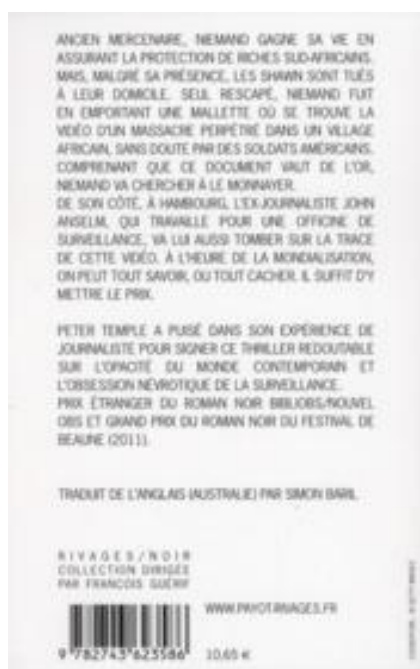 ANCIEN MERCENAIRE, NIEMAND GAGNE SA VIE EN
ASSURANT LA PROTECTION DE RICHES SUD-AFRICAINS.
MAIS, MALGRÉ SA PRÉSENCE, LES SHAWN SONT TUÉS
À LEUR DOMICILE. SEUL RESCAPÉ, NIEMAND FUIT
EN EMPORTANT UNE MALLETTE OÙ SE TROUVE LA
VIDÉO D'UN MASSACRE PERPÉTRÉ DANS UN VILLAGE
AFRICAIN, SANS DOUTE PAR DES SOLDATS AMÉRICAINS.
COMPRENANT QUE CE DOCUMENT VAUT DE L'OR,
NIEMAND VA CHERCHER À LE MONNAYER.
DE SON CÔTÉ, À HAMBOURG, L'EX-JOURNALISTE JOHN
ANSELM, QUI TRAVAILLE POUR UNE OFFICINE DE
SURVEILLANCE, VA LUI AUSSI TOMBER SUR LA TRACE
DE CETTE VIDÉO. À L'HEURE DE LA MONDIALISATION,
ON PEUT TOUT SAVOIR, OU TOUT CACHER. IL SUFFIT D'Y
METTRE LE PRIX.
PETER TEMPLE A PUISÉ DANS SON EXPÉRIENCE DE
JOURNALISTE POUR SIGNER CE THRILLER REDOUTABLE
SUR L'OPACITÉ DU MONDE CONTEMPORAIN ET
L'OBSESSION NÉVROTIQUE DE LA SURVEILLANCE.
PRIX ÉTRANGER DU ROMAN NOIR BIBLIOBS/NOUVEL
OBS ET GRAND PRIX DU ROMAN NOIR DU FESTIVAL DE
BEAUNE (2011).
TRADUIT DE L'ANGLAIS (AUSTRALIE) PAR SIMON BARIL
RIVAGES/NOIR
COLLECTION DIRIGÉE
PAR FRANÇOIS GUÉRIF
WWW.PAYOT-RIVAGES.FR
9 782743 623586
10,65 €